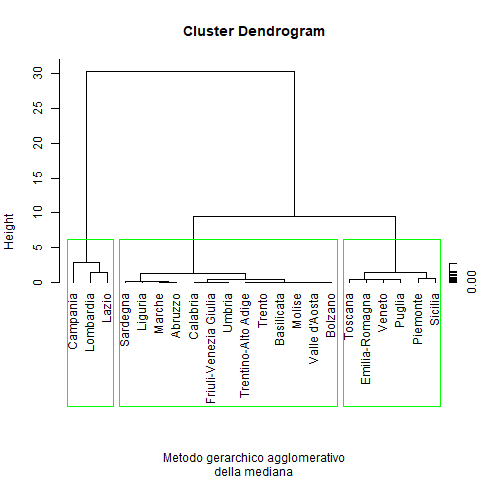 Cluster Dendrogram
Height
30
25
20
15
10
5
0
Campania
Lombardia
Lazio
Sardegna
Liguria
Marche
Abruzzo
Calabria
Friuli-Venezia Giulia
Umbria
Trentino-Alto Adige
Trento
Basilicata
Molise
Valle d'Aosta
Bolzano
Toscana
Emilia-Romagna
Veneto
Puglia
Piemonte
Sicilia
0.00
Metodo gerarchico agglomerativo
della mediana